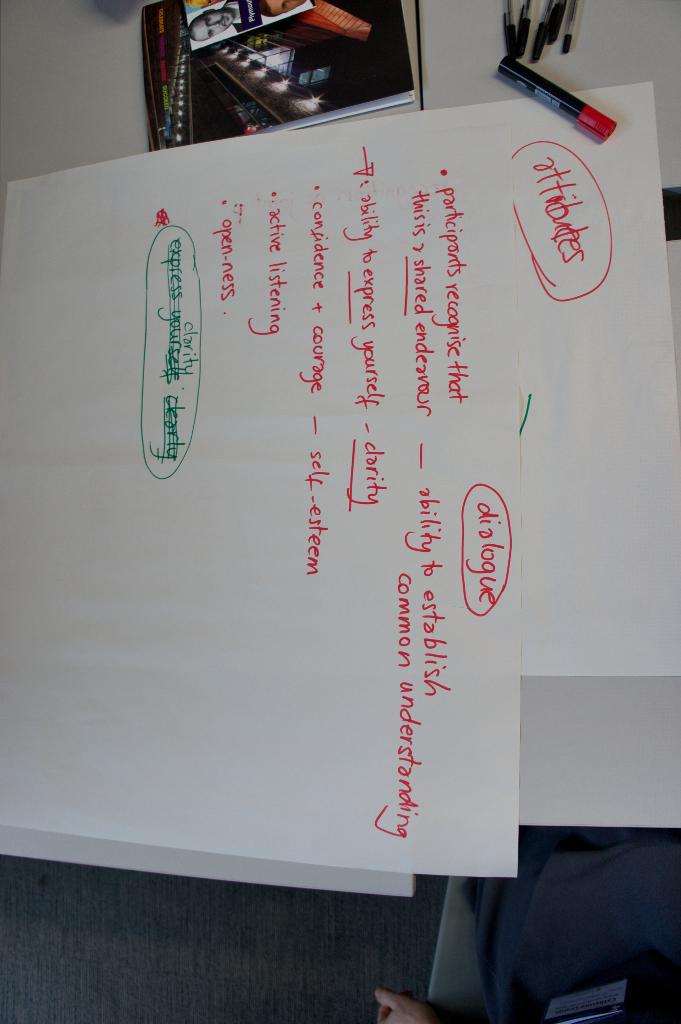 attributes
dialogue
• participants recognise that
this is a shared endeavour — ability to establish
common understanding
→ • ability to express yourself - clarity
• confidence + courage — self-esteem
• active listening
• open-ness.
clarity
express yourself clearly